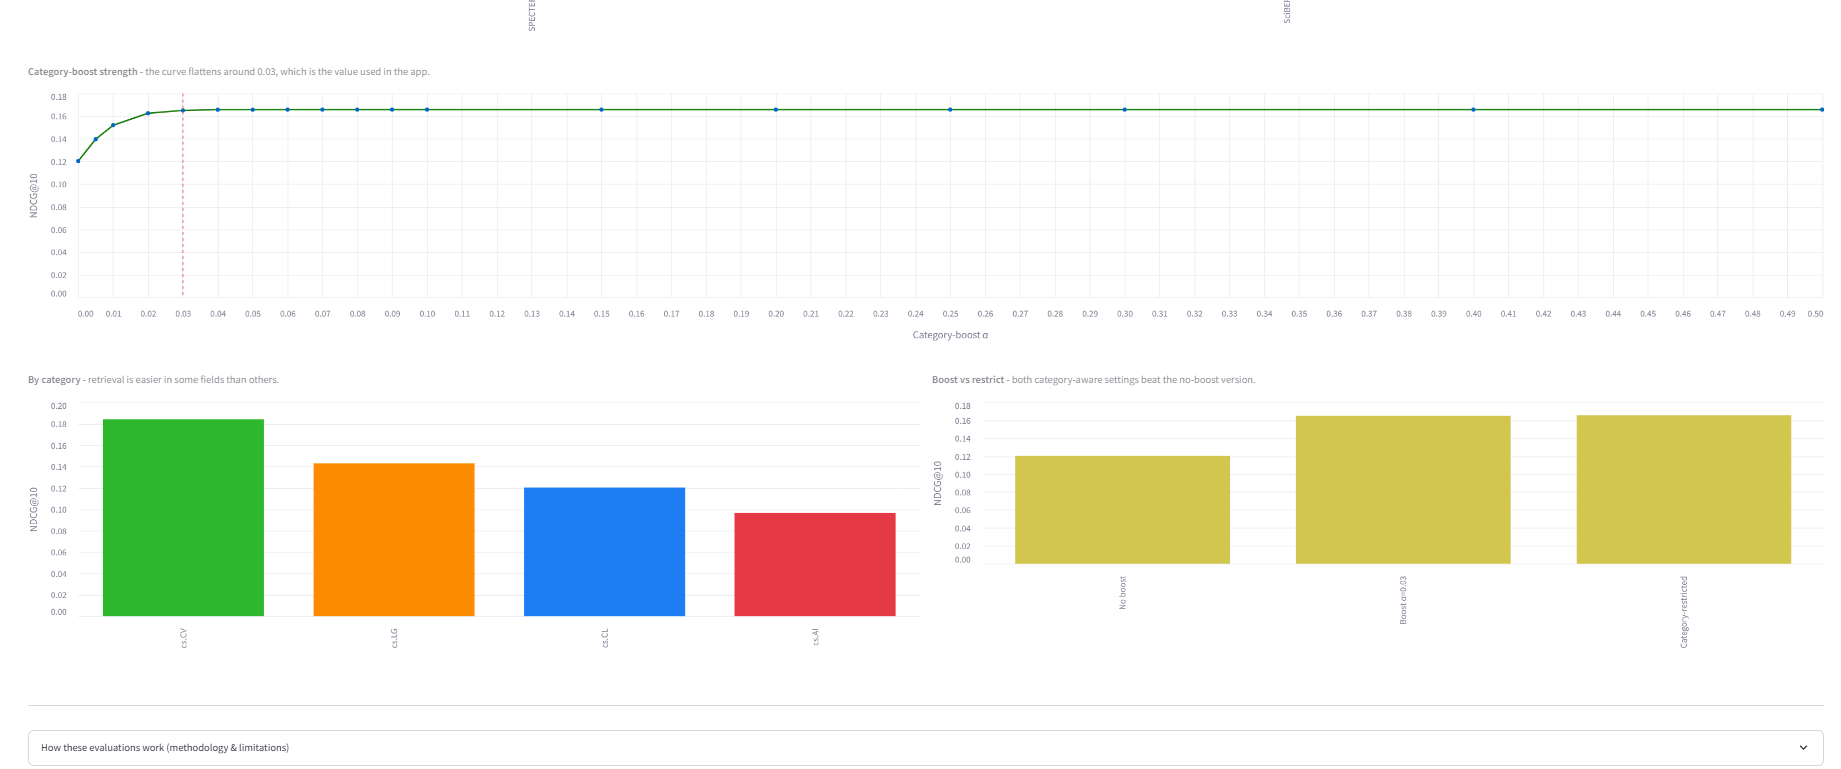 SPECTER
SciBER
Category-boost strength - the curve flattens around 0.03, which is the value used in the app.
0.18
0.16
0.14
0.12
0.10
0.08
0.06
0.04
0.02
0.00
NDCG@10
0.00 0.01 0.02 0.03 0.04 0.05 0.06 0.07 0.08 0.09 0.10 0.11 0.12 0.13 0.14 0.15 0.16 0.17 0.18 0.19 0.20 0.21 0.22 0.23 0.24 0.25 0.26 0.27 0.28 0.29 0.30 0.31 0.32 0.33 0.34 0.35 0.36 0.37 0.38 0.39 0.40 0.41 0.42 0.43 0.44 0.45 0.46 0.47 0.48 0.49 0.50
Category-boost α
By category - retrieval is easier in some fields than others.
0.20
0.18
0.16
0.14
0.12
0.10
0.08
0.06
0.04
0.02
0.00
NDCG@10
cs.CV
cs.LG
cs.CL
cs.AI
Boost vs restrict - both category-aware settings beat the no-boost version.
0.18
0.16
0.14
0.12
0.10
0.08
0.06
0.04
0.02
0.00
NDCG@10
No boost
Boost α=0.03
Category-restricted
How these evaluations work (methodology & limitations)